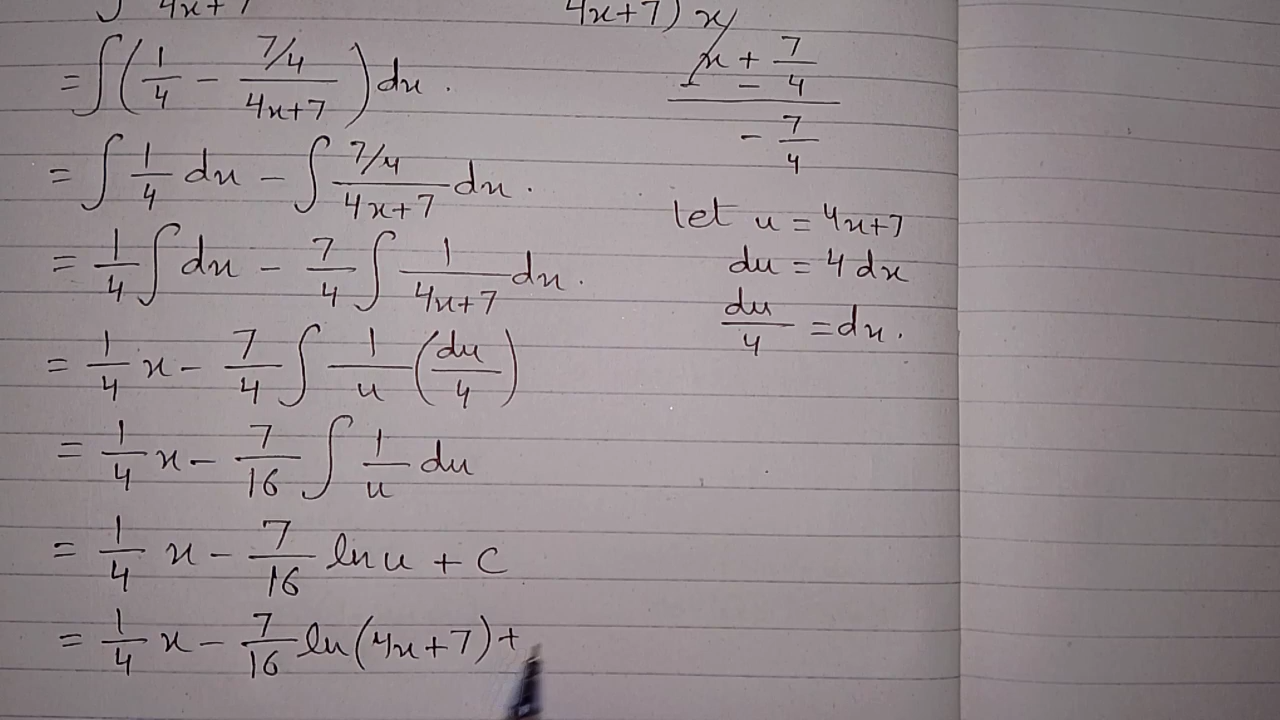 ∫ 4x+7
4x+7 ) x
= ∫ ( 1/4 - (7/4)/(4x+7) ) dx .
x + 7/4
- -
- 7/4
= ∫ 1/4 dx - ∫ (7/4)/(4x+7) dx .
= 1/4 ∫ dx - 7/4 ∫ 1/(4x+7) dx .
let u = 4x+7
du = 4 dx
du/4 = dx .
= 1/4 x - 7/4 ∫ 1/u ( du/4 )
= 1/4 x - 7/16 ∫ 1/u du
= 1/4 x - 7/16 ln u + C
= 1/4 x - 7/16 ln(4x+7) +